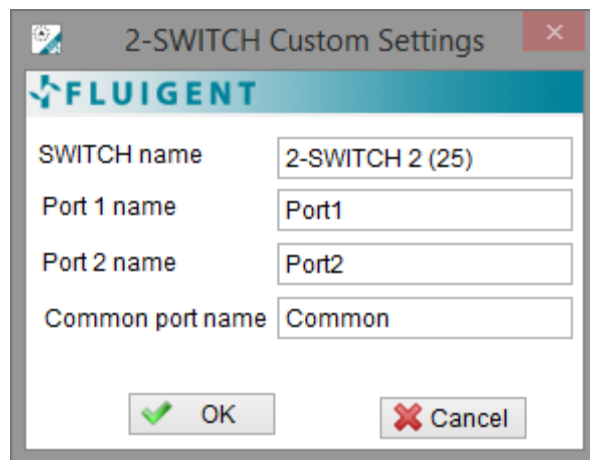 2-SWITCH Custom Settings
FLUIGENT
SWITCH name 2-SWITCH 2 (25)
Port 1 name Port1
Port 2 name Port2
Common port name Common
OK Cancel